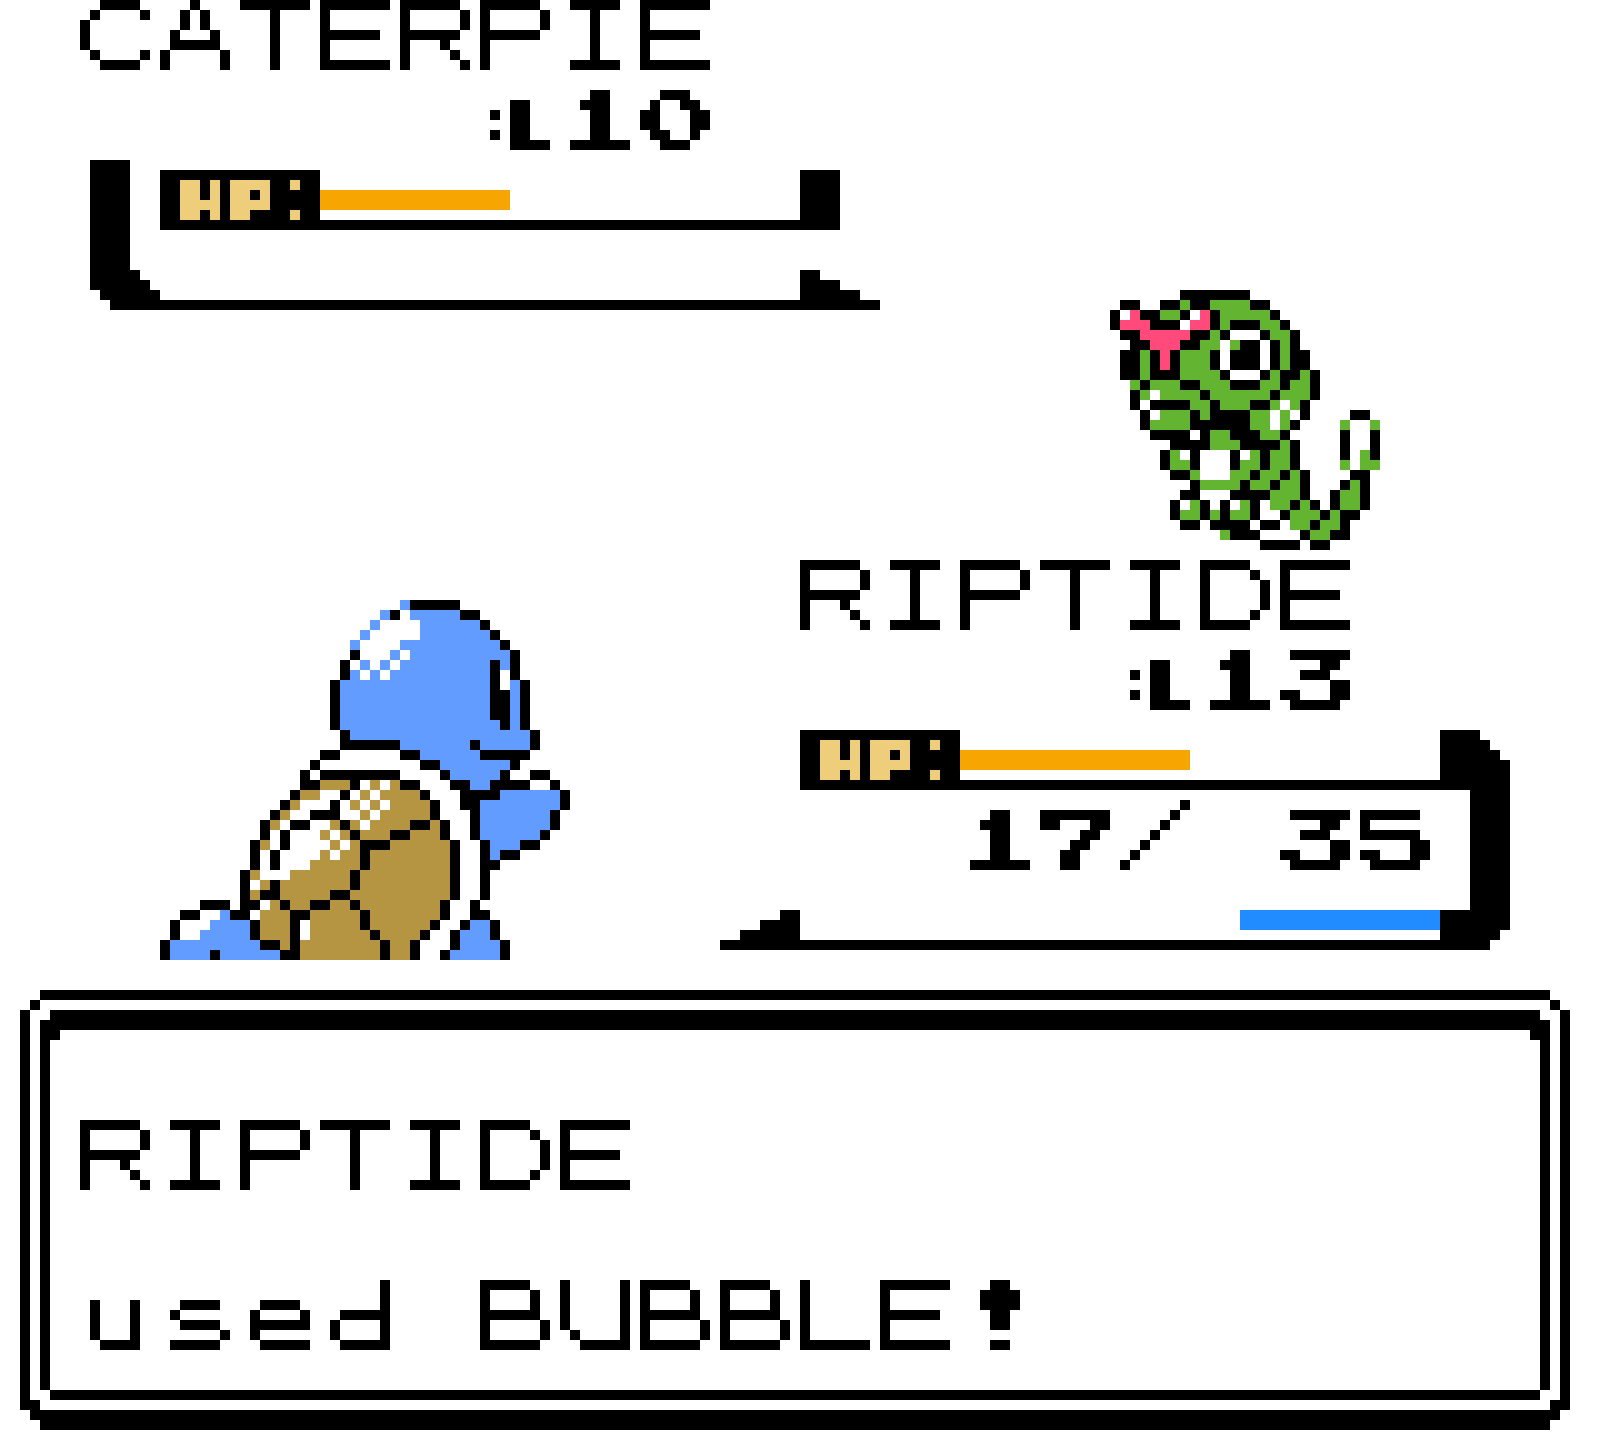 CATERPIE
:L10
HP:
RIPTIDE
:L13
HP:
17/ 35
RIPTIDE
used BUBBLE!